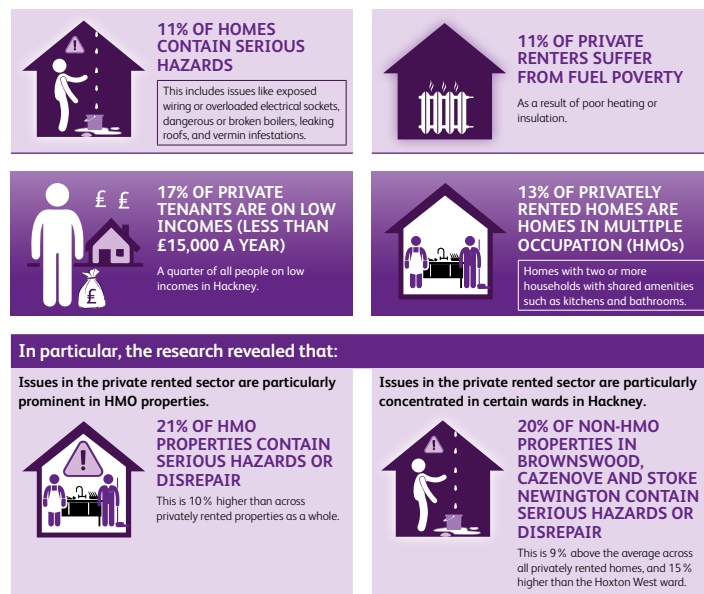 11% OF HOMES
CONTAIN SERIOUS
HAZARDS
This includes issues like exposed
wiring or overloaded electrical sockets,
dangerous or broken boilers, leaking
roofs, and vermin infestations.
11% OF PRIVATE
RENTERS SUFFER
FROM FUEL POVERTY
As a result of poor heating or
insulation.
£ £
£
17% OF PRIVATE
TENANTS ARE ON LOW
INCOMES (LESS THAN
£15,000 A YEAR)
A quarter of all people on low
incomes in Hackney.
13% OF PRIVATELY
RENTED HOMES ARE
HOMES IN MULTIPLE
OCCUPATION (HMOs)
Homes with two or more
households with shared amenities
such as kitchens and bathrooms.
In particular, the research revealed that:
Issues in the private rented sector are particularly
prominent in HMO properties.
!
21% OF HMO
PROPERTIES CONTAIN
SERIOUS HAZARDS OR
DISREPAIR
This is 10% higher than across
privately rented properties as a whole.
Issues in the private rented sector are particularly
concentrated in certain wards in Hackney.
!
20% OF NON-HMO
PROPERTIES IN
BROWNSWOOD,
CAZENOVE AND STOKE
NEWINGTON CONTAIN
SERIOUS HAZARDS OR
DISREPAIR
This is 9% above the average across
all privately rented homes, and 15%
higher than the Hoxton West ward.